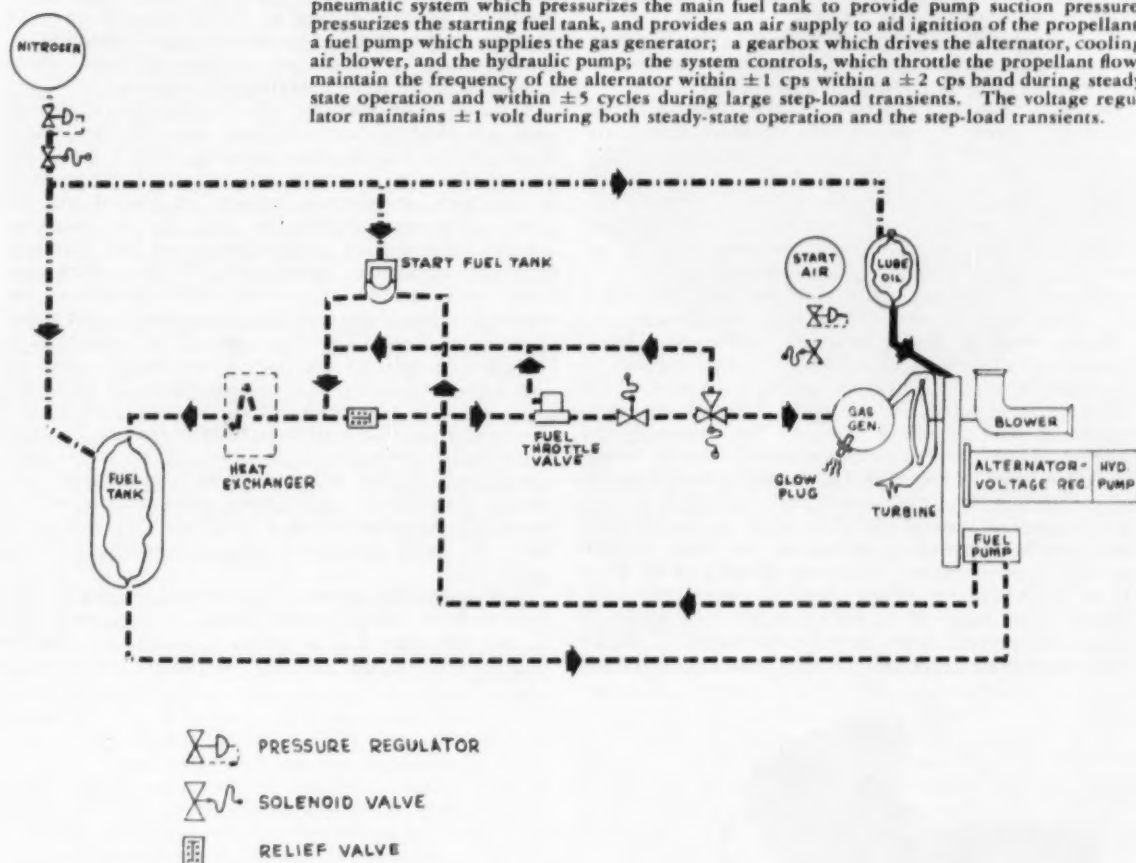 pneumatic system which pressurizes the main fuel tank to provide pump suction pressure
pressurizes the starting fuel tank, and provides an air supply to aid ignition of the propellant
a fuel pump which supplies the gas generator; a gearbox which drives the alternator, cooling
air blower, and the hydraulic pump; the system controls, which throttle the propellant flow
maintain the frequency of the alternator within ±1 cps within a ±2 cps band during steady
state operation and within ±5 cycles during large step-load transients. The voltage regu-
lator maintains ±1 volt during both steady-state operation and the step-load transients.
NITROGEN
START FUEL TANK
START
AIR
LUBE
OIL
FUEL
THROTTLE
VALVE
GAS
GEN.
BLOWER
HEAT
EXCHANGER
GLOW
PLUG
ALTERNATOR-
VOLTAGE REG
HYD.
PUMP
TURBINE
FUEL
TANK
FUEL
PUMP
PRESSURE REGULATOR
SOLENOID VALVE
RELIEF VALVE